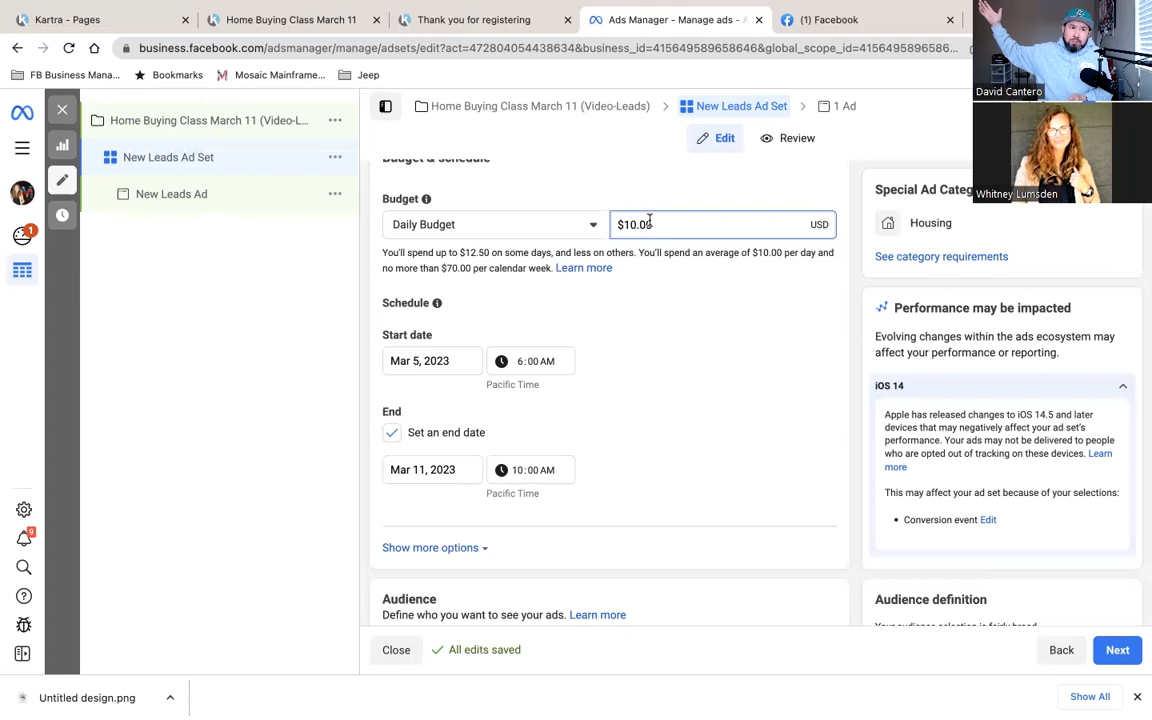 Kartra - Pages
Home Buying Class March 11
Thank you for registering
Ads Manager - Manage ads - A
(1) Facebook
business.facebook.com/adsmanager/manage/adsets/edit?act=472804054438634&business_id=415649589658646&global_scope_id=4156495896586...
FB Business Mana...
Bookmarks
Mosaic Mainframe...
Jeep
David Cantero
Whitney Lumsden
Home Buying Class March 11 (Video-L...
New Leads Ad Set
New Leads Ad
1
9
Home Buying Class March 11 (Video-Leads)
New Leads Ad Set
1 Ad
Edit
Review
Budget & schedule
Budget
Daily Budget
$10.00
USD
You'll spend up to $12.50 on some days, and less on others. You'll spend an average of $10.00 per day and
no more than $70.00 per calendar week. Learn more
Schedule
Start date
Mar 5, 2023
6:00AM
Pacific Time
End
Set an end date
Mar 11, 2023
10:00AM
Pacific Time
Show more options
Audience
Define who you want to see your ads. Learn more
Special Ad Categ
Housing
See category requirements
Performance may be impacted
Evolving changes within the ads ecosystem may
affect your performance or reporting.
iOS 14
Apple has released changes to iOS 14.5 and later
devices that may negatively affect your ad set's
performance. Your ads may not be delivered to people
who are opted out of tracking on these devices. Learn
more
This may affect your ad set because of your selections:
• Conversion event Edit
Audience definition
Your audience selection is fairly broad.
Close
All edits saved
Back
Next
Untitled design.png
Show All